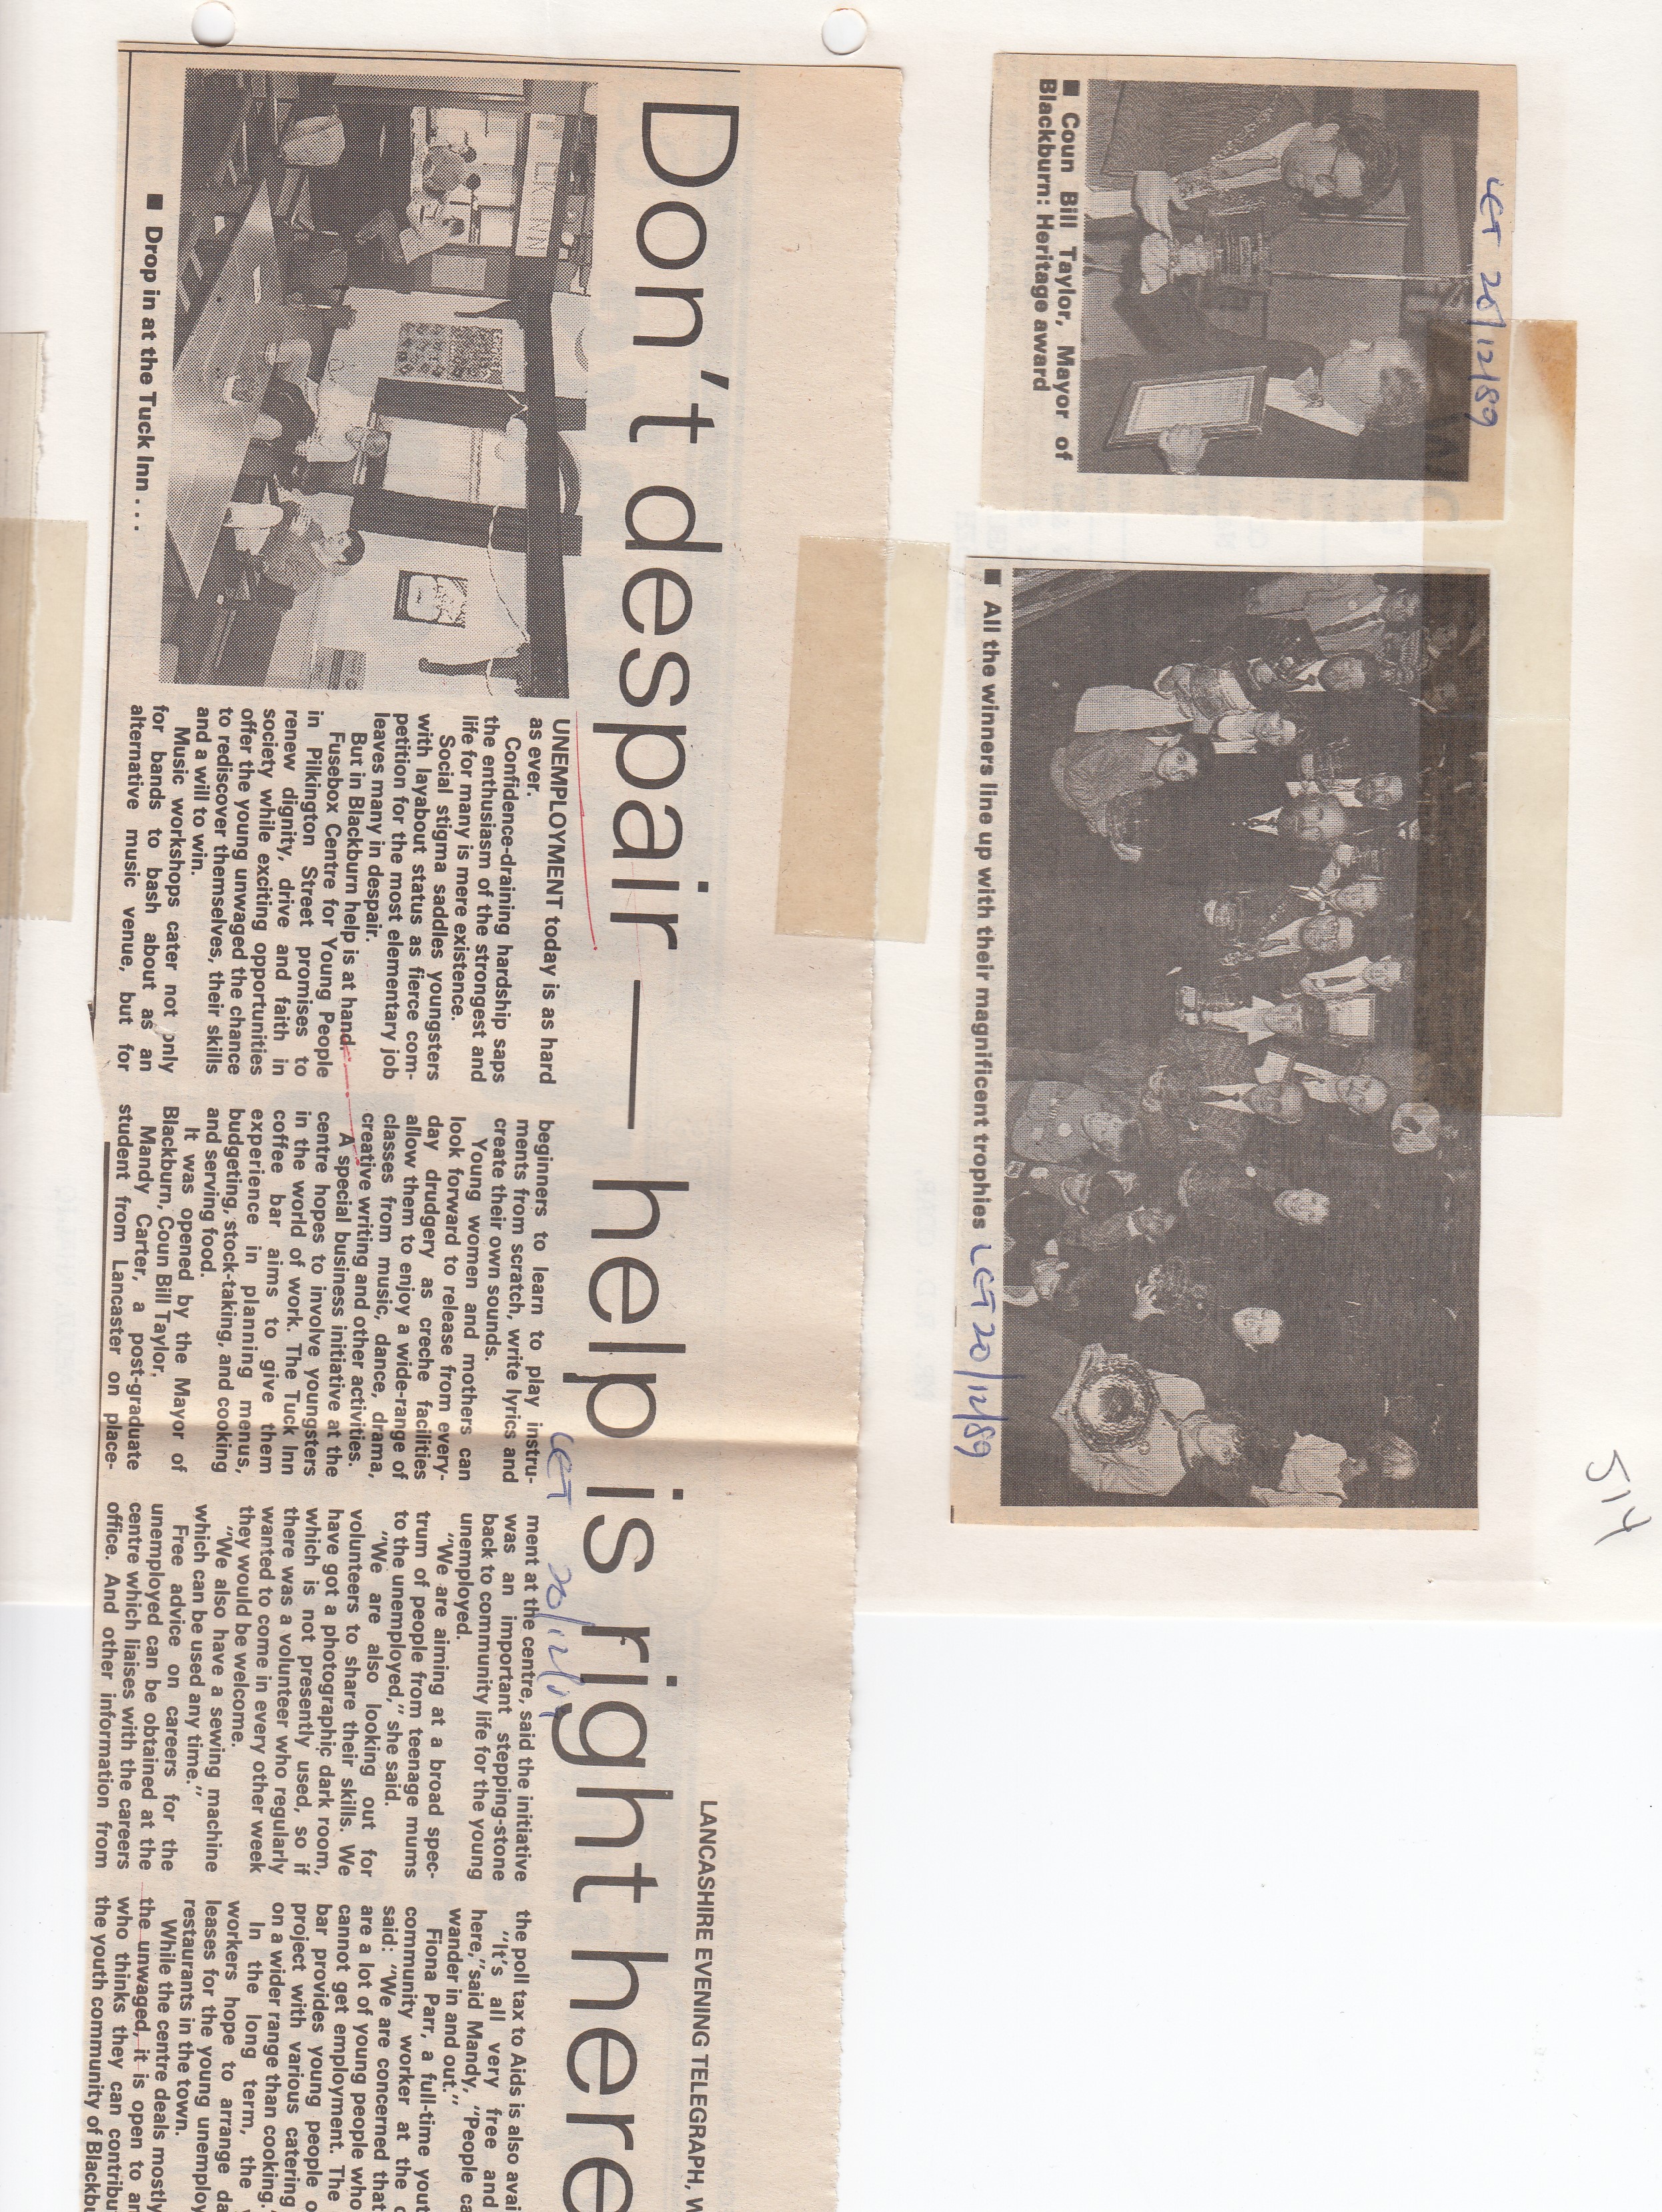 514
LET 20/12/89
■ Coun Bill Taylor, Mayor of
Blackburn: Heritage award
■ All the winners line up with their magnificent trophies LET 20/12/89
LANCASHIRE EVENING TELEGRAPH, W
Don't despair — help is right here
LET 20/12/
TUCK INN
■ Drop in at the Tuck Inn . . .
UNEMPLOYMENT today is as hard
as ever.
Confidence-draining hardship saps
the enthusiasm of the strongest and
life for many is mere existence.
Social stigma saddles youngsters
with layabout status as fierce com-
petition for the most elementary job
leaves many in despair.
But in Blackburn help is at hand.
Fusebox Centre for Young People
in Pilkington Street promises to
renew dignity, drive and faith in
society while exciting opportunities
offer the young unwaged the chance
to rediscover themselves, their skills
and a will to win.
Music workshops cater not only
for bands to bash about as an
alternative music venue, but for
beginners to learn to play instru-
ments from scratch, write lyrics and
create their own sounds.
Young women and mothers can
look forward to release from every-
day drudgery as creche facilities
allow them to enjoy a wide-range of
classes from music, dance, drama,
creative writing and other activities.
A special business initiative at the
centre hopes to involve youngsters
in the world of work. The Tuck Inn
coffee bar aims to give them
experience in planning menus,
budgeting, stock-taking, and cooking
and serving food.
It was opened by the Mayor of
Blackburn, Coun Bill Taylor.
Mandy Carter, a post-graduate
student from Lancaster on place-
ment at the centre, said the initiative
was an important stepping-stone
back to community life for the young
unemployed.
"We are aiming at a broad spec-
trum of people from teenage mums
to the unemployed," she said.
"We are also looking out for
volunteers to share their skills. We
have got a photographic dark room,
which is not presently used, so if
there was a volunteer who regularly
wanted to come in every other week
they would be welcome.
"We also have a sewing machine
which can be used any time."
Free advice on careers for the
unemployed can be obtained at the
centre which liaises with the careers
office. And other information from
the poll tax to Aids is also avai
"It's all very free and
here," said Mandy, "People ca
wander in and out."
Fiona Parr, a full-time yout
community worker at the c
said: "We are concerned that
are a lot of young people who
cannot get employment. The
bar provides young people o
project with various catering
on a wider range than cooking.
In the long term, the
workers hope to arrange da
leases for the young unemploy
restaurants in the town.
While the centre deals mostly
the unwaged, it is open to an
who thinks they can contribu
the youth community of Blackbu